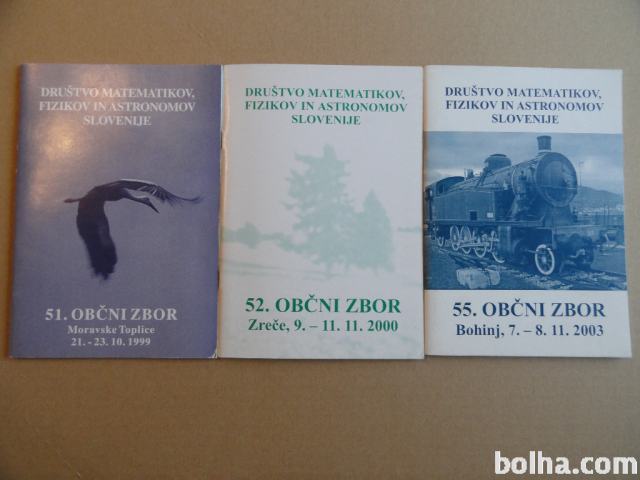 DRUŠTVO MATEMATIKOV,
FIZIKOV IN ASTRONOMOV
SLOVENIJE
51. OBČNI ZBOR
Moravske Toplice
21. - 23. 10. 1999
DRUŠTVO MATEMATIKOV,
FIZIKOV IN ASTRONOMOV
SLOVENIJE
52. OBČNI ZBOR
Zreče, 9. – 11. 11. 2000
DRUŠTVO MATEMATIKOV,
FIZIKOV IN ASTRONOMOV
SLOVENIJE
55. OBČNI ZBOR
Bohinj, 7. – 8. 11. 2003
bolha.com